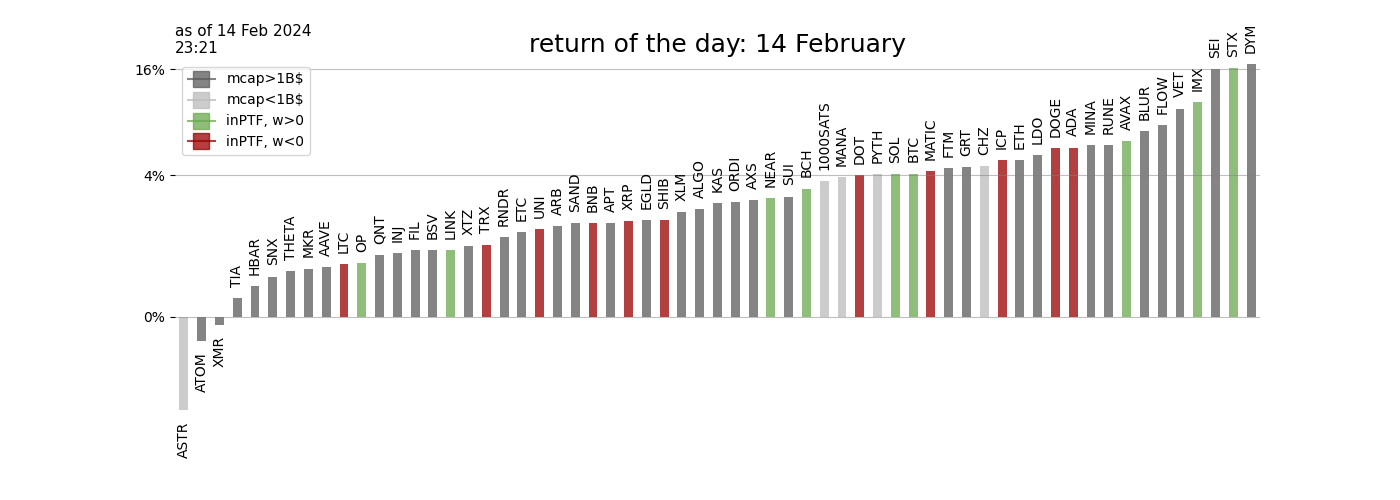 as of 14 Feb 2024
23:21
return of the day: 14 February
16%
4%
0%
mcap>1B$
mcap<1B$
inPTF, w>0
inPTF, w<0
ASTR
ATOM
XMR
TIA
HBAR
SNX
THETA
MKR
AAVE
LTC
OP
QNT
INJ
FIL
BSV
LINK
XTZ
TRX
RNDR
ETC
UNI
ARB
SAND
BNB
APT
XRP
EGLD
SHIB
XLM
ALGO
KAS
ORDI
AXS
NEAR
SUI
BCH
1000SATS
MANA
DOT
PYTH
SOL
BTC
MATIC
FTM
GRT
CHZ
ICP
ETH
LDO
DOGE
ADA
MINA
RUNE
AVAX
BLUR
FLOW
VET
IMX
SEI
STX
DYM